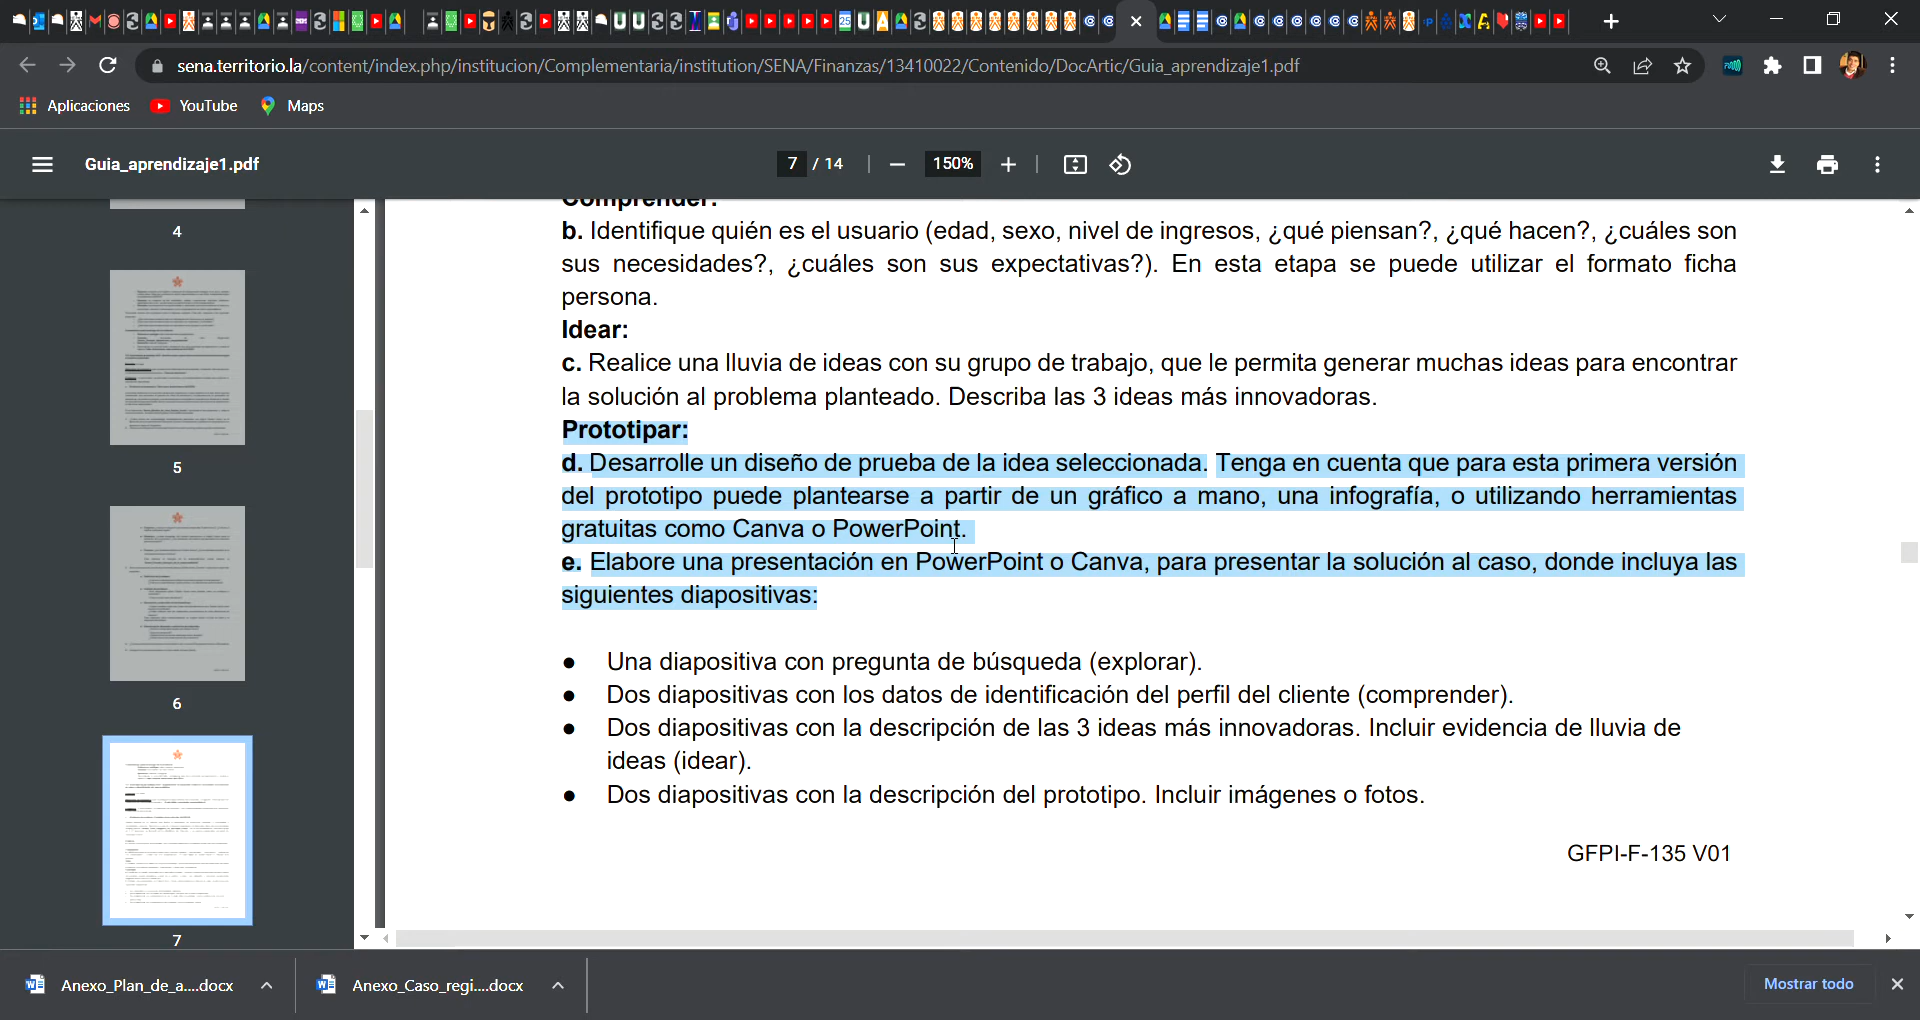 sena.territorio.la/content/index.php/institucion/Complementaria/institution/SENA/Finanzas/13410022/Contenido/DocArtic/Guia_aprendizaje1.pdf
Aplicaciones YouTube Maps
Guia_aprendizaje1.pdf 7 / 14 150%
4
5
6
7
Comprender:
b. Identifique quién es el usuario (edad, sexo, nivel de ingresos, ¿qué piensan?, ¿qué hacen?, ¿cuáles son
sus necesidades?, ¿cuáles son sus expectativas?). En esta etapa se puede utilizar el formato ficha
persona.
Idear:
c. Realice una lluvia de ideas con su grupo de trabajo, que le permita generar muchas ideas para encontrar
la solución al problema planteado. Describa las 3 ideas más innovadoras.
Prototipar:
d. Desarrolle un diseño de prueba de la idea seleccionada. Tenga en cuenta que para esta primera versión
del prototipo puede plantearse a partir de un gráfico a mano, una infografía, o utilizando herramientas
gratuitas como Canva o PowerPoint.
e. Elabore una presentación en PowerPoint o Canva, para presentar la solución al caso, donde incluya las
siguientes diapositivas:
● Una diapositiva con pregunta de búsqueda (explorar).
● Dos diapositivas con los datos de identificación del perfil del cliente (comprender).
● Dos diapositivas con la descripción de las 3 ideas más innovadoras. Incluir evidencia de lluvia de
ideas (idear).
● Dos diapositivas con la descripción del prototipo. Incluir imágenes o fotos.
GFPI-F-135 V01
Anexo_Plan_de_a....docx Anexo_Caso_regi....docx Mostrar todo